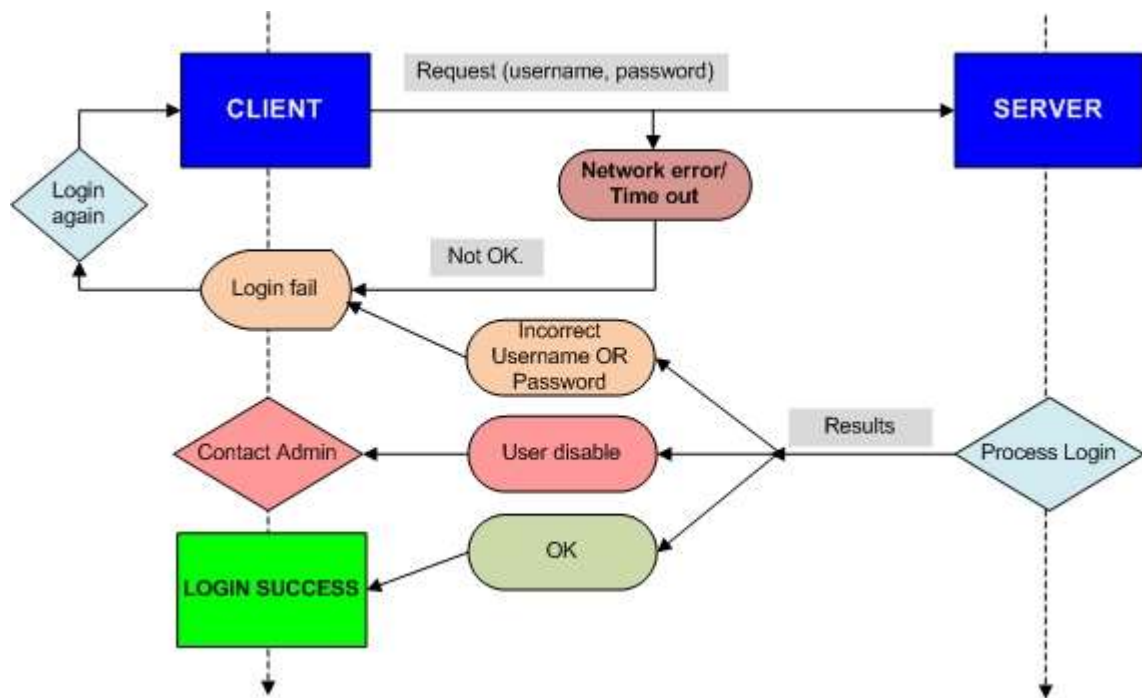 Request (username, password)
CLIENT
SERVER
Network error/
Time out
Login
again
Not OK.
Login fail
Incorrect
Username OR
Password
Results
Contact Admin
User disable
Process Login
OK
LOGIN SUCCESS